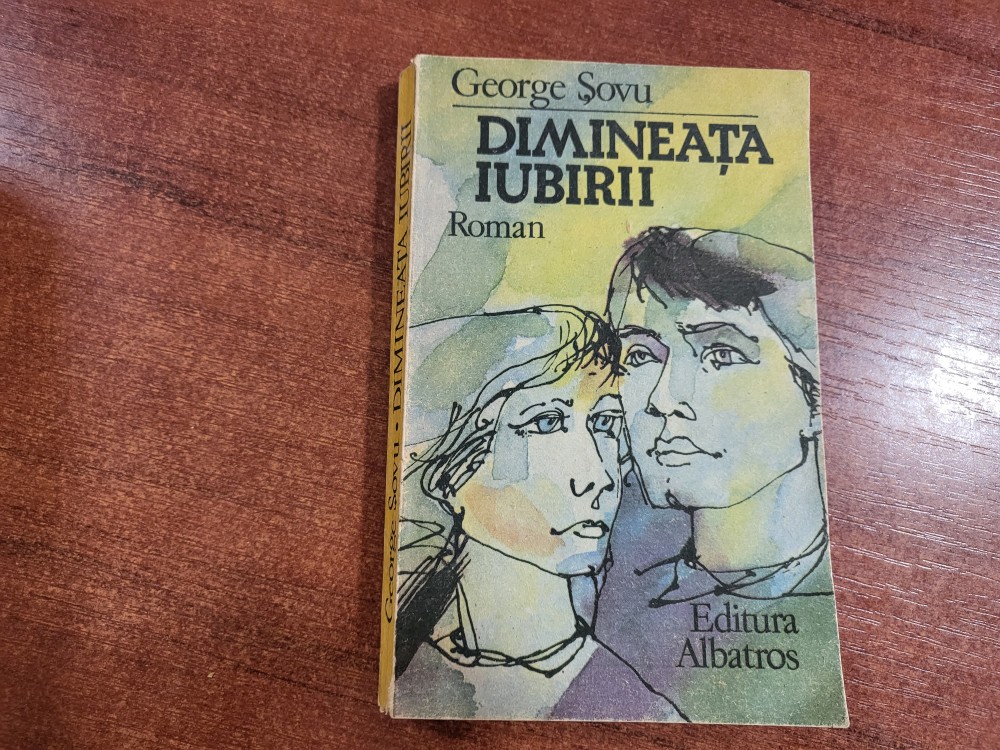 George Șovu
DIMINEAȚA
IUBIRII
Roman
Editura
Albatros
George Șovu • DIMINEAȚA IUBIRII